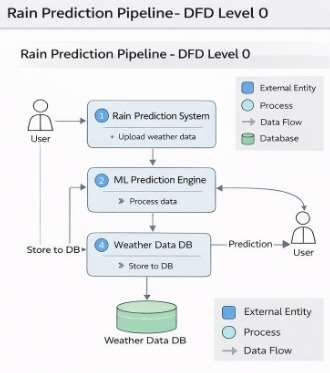 Rain Prediction Pipeline- DFD Level 0
Rain Prediction Pipeline - DFD Level 0
External Entity
Process
Data Flow
Database
1 Rain Prediction System
+ Upload weather data
User
2 ML Prediction Engine
» Process data
Store to DB
4 Weather Data DB
» Store to DB
Prediction
User
Weather Data DB
External Entity
Process
Data Flow